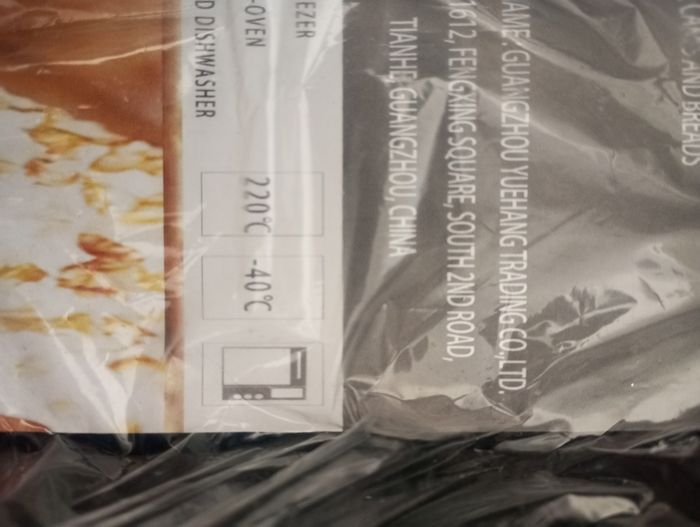 AND BREADS
AME: GUANGZHOU YUEHANG TRADING CO.,LTD.
1612, FENGXING SQUARE, SOUTH 2ND ROAD,
TIANHE, GUANGZHOU, CHINA
EZER
-OVEN
D DISHWASHER
220℃ -40℃